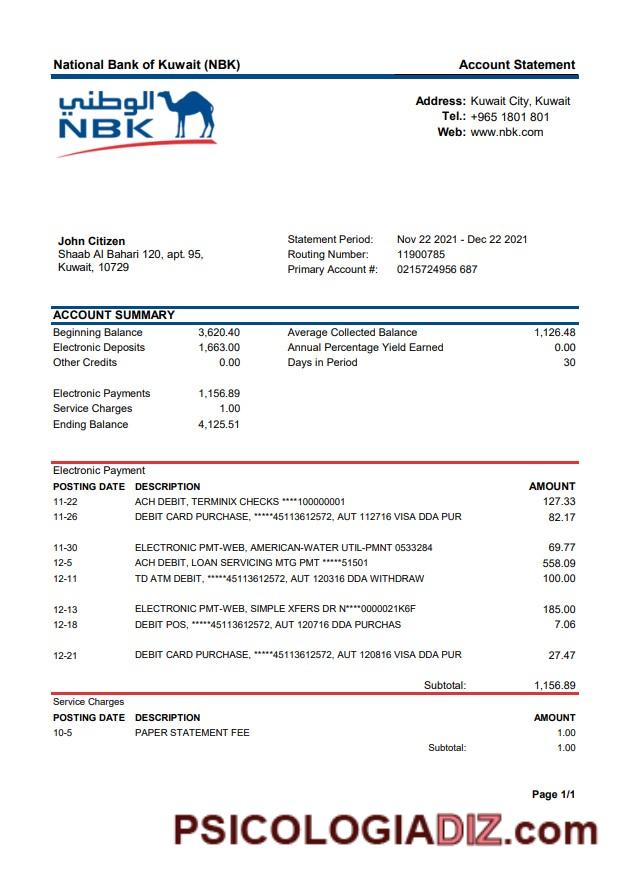 National Bank of Kuwait (NBK) Account Statement
الوطني
NBK
Address: Kuwait City, Kuwait
Tel.: +965 1801 801
Web: www.nbk.com
John Citizen
Shaab Al Bahari 120, apt. 95,
Kuwait, 10729
Statement Period: Nov 22 2021 - Dec 22 2021
Routing Number: 11900785
Primary Account #: 0215724956 687
ACCOUNT SUMMARY
Beginning Balance 3,620.40 Average Collected Balance 1,126.48
Electronic Deposits 1,663.00 Annual Percentage Yield Earned 0.00
Other Credits 0.00 Days in Period 30
Electronic Payments 1,156.89
Service Charges 1.00
Ending Balance 4,125.51
Electronic Payment
POSTING DATE DESCRIPTION AMOUNT
11-22 ACH DEBIT, TERMINIX CHECKS ****100000001 127.33
11-26 DEBIT CARD PURCHASE, *****45113612572, AUT 112716 VISA DDA PUR 82.17
11-30 ELECTRONIC PMT-WEB, AMERICAN-WATER UTIL-PMNT 0533284 69.77
12-5 ACH DEBIT, LOAN SERVICING MTG PMT *****51501 558.09
12-11 TD ATM DEBIT, *****45113612572, AUT 120316 DDA WITHDRAW 100.00
12-13 ELECTRONIC PMT-WEB, SIMPLE XFERS DR N****0000021K6F 185.00
12-18 DEBIT POS, *****45113612572, AUT 120716 DDA PURCHAS 7.06
12-21 DEBIT CARD PURCHASE, *****45113612572, AUT 120816 VISA DDA PUR 27.47
Subtotal: 1,156.89
Service Charges
POSTING DATE DESCRIPTION AMOUNT
10-5 PAPER STATEMENT FEE 1.00
Subtotal: 1.00
Page 1/1
PSICOLOGIADIZ.com